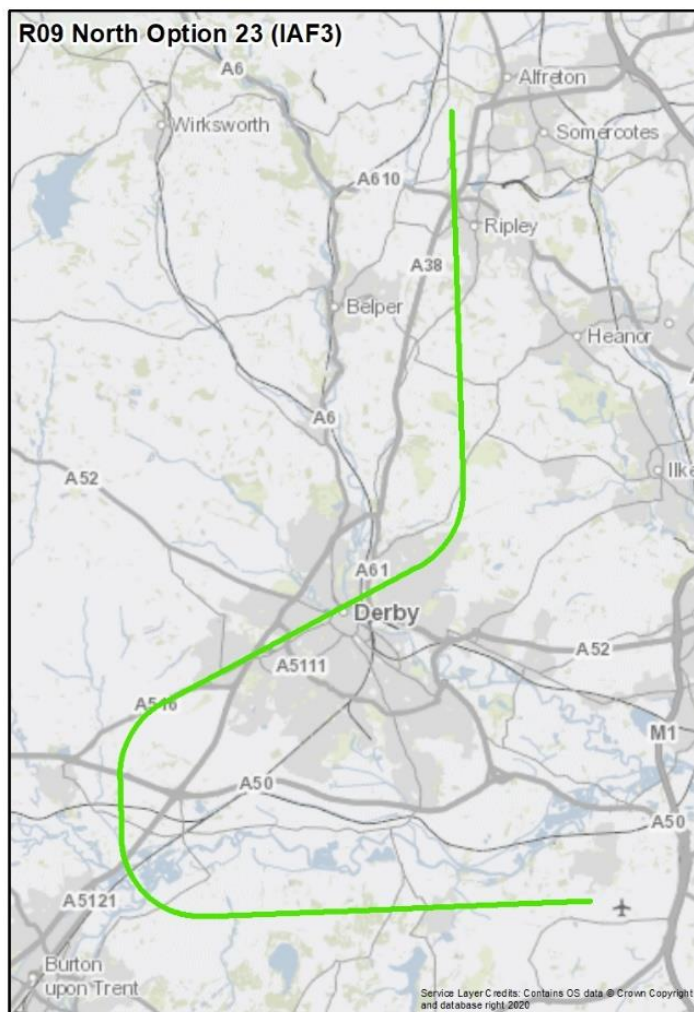 R09 North Option 23 (IAF3)
A6
Alfreton
Wirksworth
Somercotes
A610
Ripley
A38
Belper
Heanor
A6
A52
Ilke
A61
Derby
A52
A5111
M1
A50
A50
A5121
Burton
upon Trent
Service Layer Credits: Contains OS data © Crown Copyright
and database right 2020